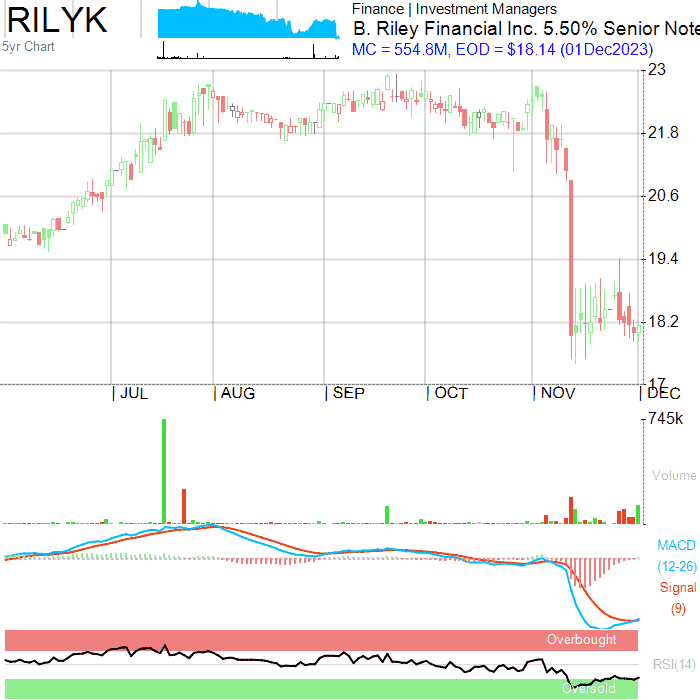 RILYK
5yr Chart
Finance | Investment Managers
B. Riley Financial Inc. 5.50% Senior Note
MC = 554.8M, EOD = $18.14 (01Dec2023)
23
21.8
20.6
19.4
18.2
17
JUL AUG SEP OCT NOV DEC
745k
Volume
MACD
(12-26)
Signal
(9)
Overbought
RSI(14)
Oversold